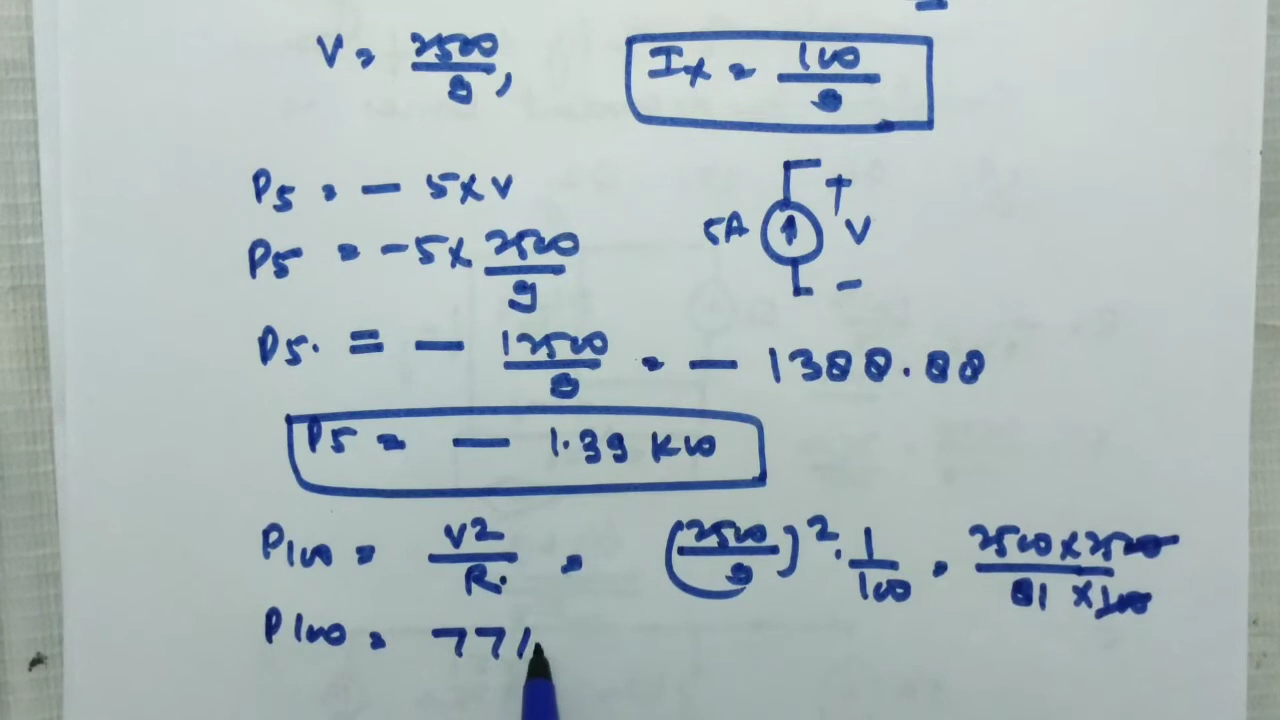 V = 2500/9, Ix = 100/9
P5 = - 5 x V
5A + V -
P5 = -5 x 2500/9
P5. = - 12500/9 = - 1388.88
P5 = - 1.39 KW
P100 = V2/R. = (2500/9)2 . 1/100 = 2500 x 2500/81 x 100
P100 = 771